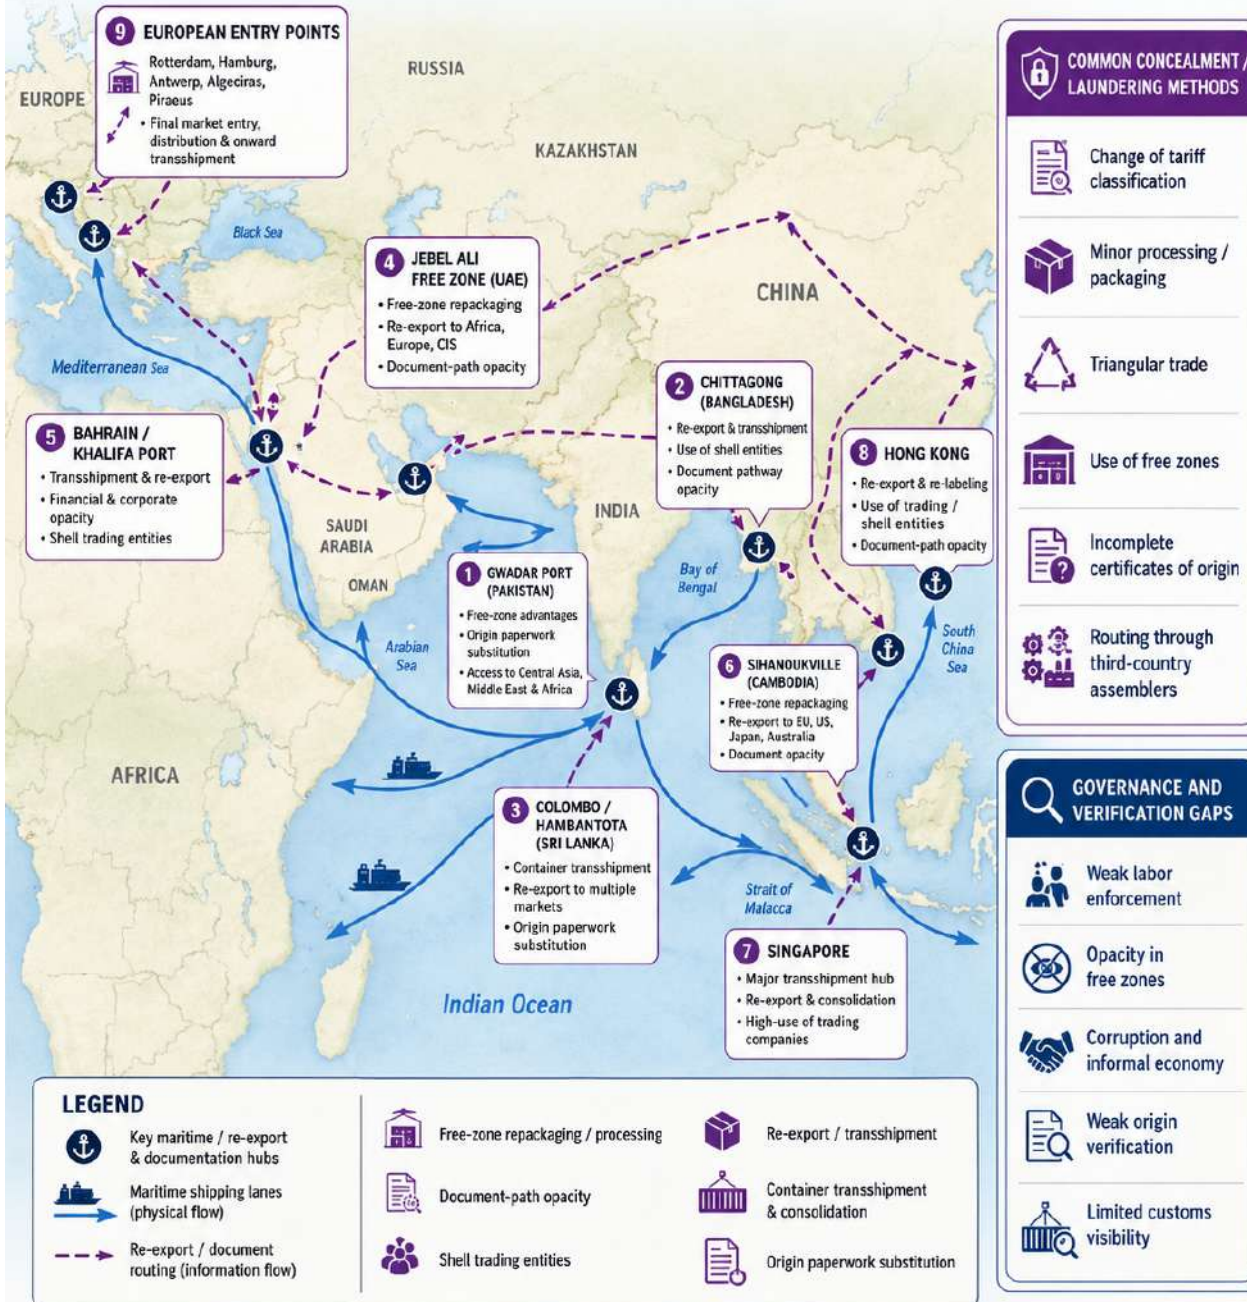 9 EUROPEAN ENTRY POINTS
Rotterdam, Hamburg,
Antwerp, Algeciras,
Piraeus
• Final market entry,
distribution & onward
transshipment
EUROPE
RUSSIA
KAZAKHSTAN
CHINA
Black Sea
Mediterranean Sea
4 JEBEL ALI
FREE ZONE (UAE)
• Free-zone repackaging
• Re-export to Africa,
Europe, CIS
• Document-path opacity
2 CHITTAGONG
(BANGLADESH)
• Re-export & transshipment
• Use of shell entities
• Document pathway
opacity
5 BAHRAIN /
KHALIFA PORT
• Transshipment & re-export
• Financial & corporate
opacity
• Shell trading entities
8 HONG KONG
• Re-export & re-labeling
• Use of trading /
shell entities
• Document-path opacity
SAUDI
ARABIA
OMAN
INDIA
Arabian
Sea
Bay of
Bengal
South
China
Sea
1 GWADAR PORT
(PAKISTAN)
• Free-zone advantages
• Origin paperwork
substitution
• Access to Central Asia,
Middle East & Africa
6 SIHANOUKVILLE
(CAMBODIA)
• Free-zone repackaging
• Re-export to EU, US,
Japan, Australia
• Document opacity
AFRICA
3 COLOMBO /
HAMBANTOTA
(SRI LANKA)
• Container transshipment
• Re-export to multiple
markets
• Origin paperwork
substitution
Strait of
Malacca
7 SINGAPORE
• Major transshipment hub
• Re-export & consolidation
• High-use of trading
companies
Indian Ocean
COMMON CONCEALMENT /
LAUNDERING METHODS
Change of tariff
classification
Minor processing /
packaging
Triangular trade
Use of free zones
Incomplete
certificates of origin
Routing through
third-country
assemblers
GOVERNANCE AND
VERIFICATION GAPS
Weak labor
enforcement
Opacity in
free zones
Corruption and
informal economy
Weak origin
verification
Limited customs
visibility
LEGEND
Key maritime / re-export
& documentation hubs
Maritime shipping lanes
(physical flow)
Re-export / document
routing (information flow)
Free-zone repackaging / processing
Document-path opacity
Shell trading entities
Re-export / transshipment
Container transshipment
& consolidation
Origin paperwork substitution